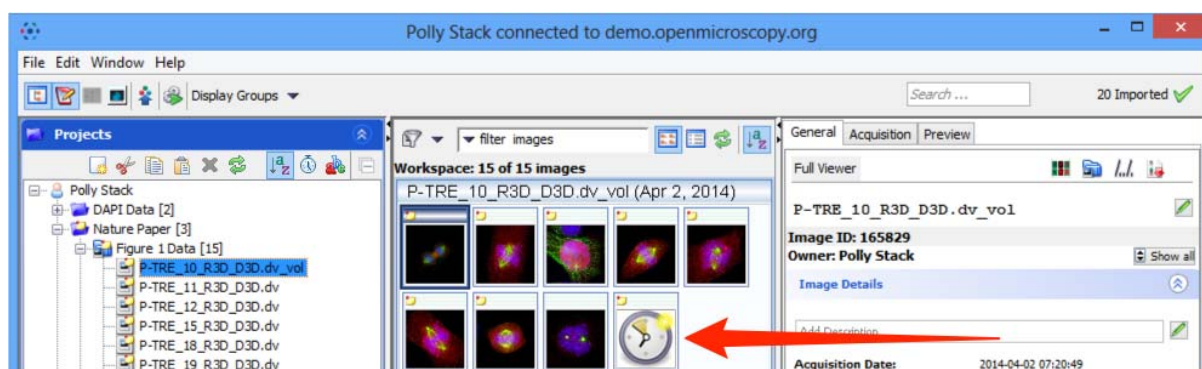 Polly Stack connected to demo.openmicroscopy.org
File Edit Window Help
Display Groups
Search ...
20 Imported
Projects
Polly Stack
DAPI Data [2]
Nature Paper [3]
Figure 1 Data [15]
P-TRE_10_R3D_D3D.dv_vol
P-TRE_11_R3D_D3D.dv
P-TRE_12_R3D_D3D.dv
P-TRE_15_R3D_D3D.dv
P-TRE_18_R3D_D3D.dv
P-TRE_19_R3D_D3D.dv
filter images
Workspace: 15 of 15 images
P-TRE_10_R3D_D3D.dv_vol (Apr 2, 2014)
General Acquisition Preview
Full Viewer
P-TRE_10_R3D_D3D.dv_vol
Image ID: 165829
Owner: Polly Stack
Show all
Image Details
Add Description
Acquisition Date: 2014-04-02 07:20:49